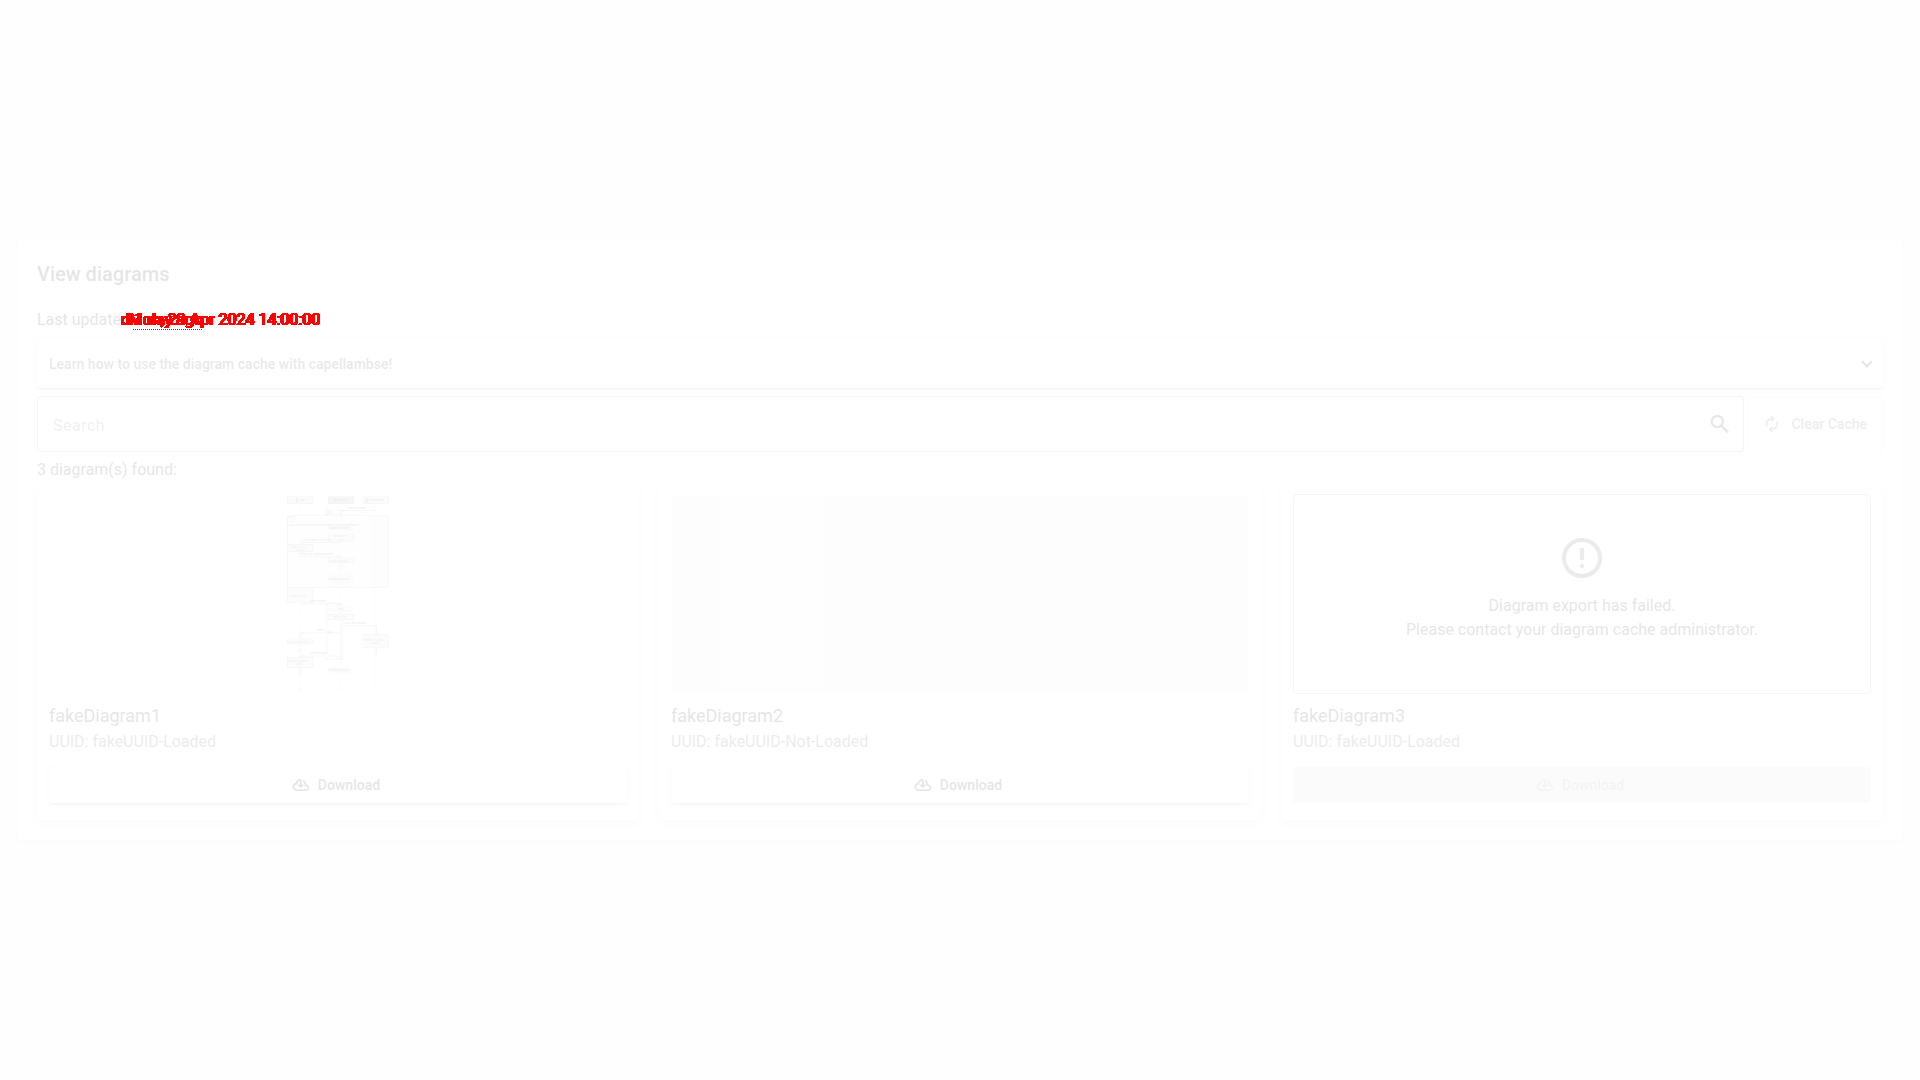 View diagrams
Last update Apr 2024 14:00:00
Learn how to use the diagram cache with capellambse!
Search
Clear Cache
3 diagram(s) found:
Diagram export has failed.
Please contact your diagram cache administrator.
fakeDiagram1
UUID: fakeUUID-Loaded
Download
fakeDiagram2
UUID: fakeUUID-Not-Loaded
Download
fakeDiagram3
UUID: fakeUUID-Loaded
Download